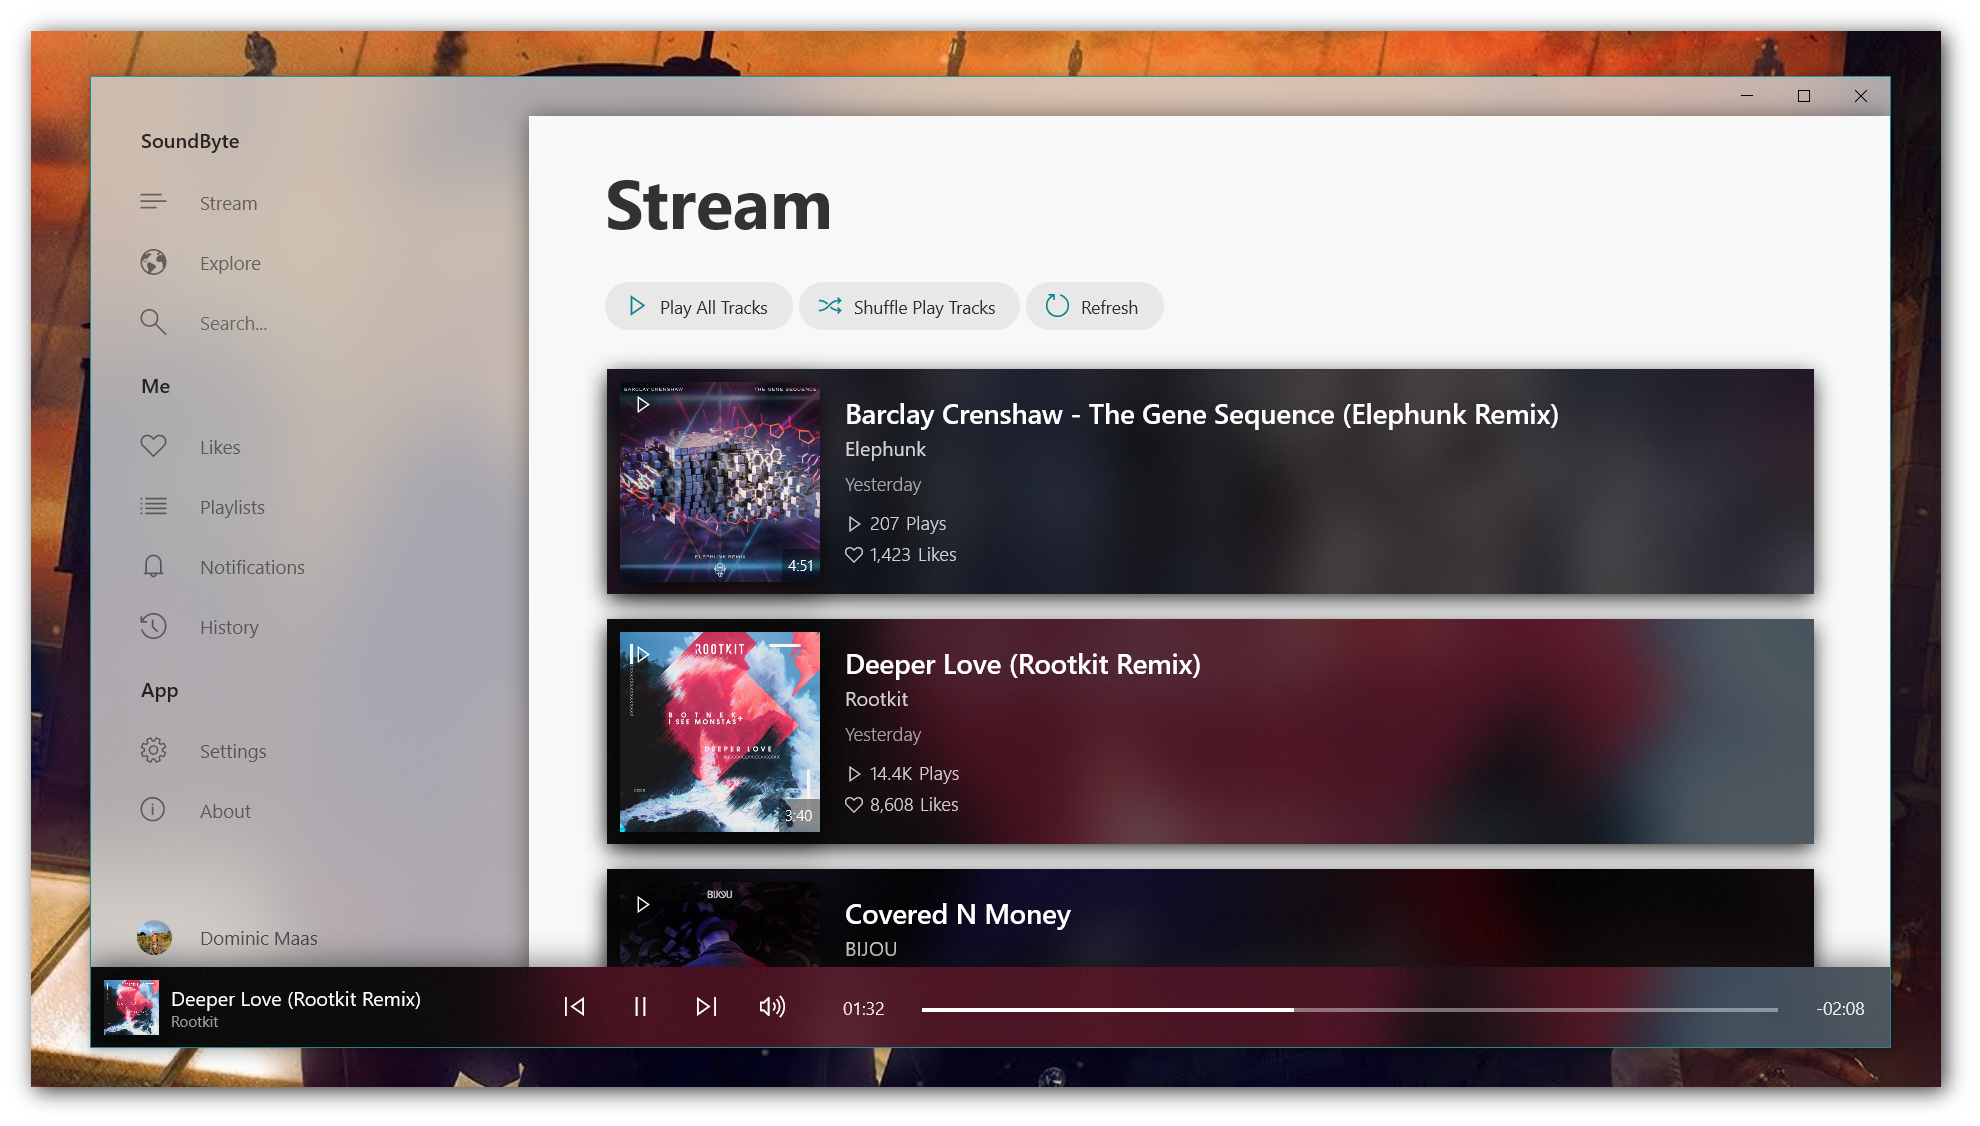 SoundByte
Stream
Explore
Search...
Me
Likes
Playlists
Notifications
History
App
Settings
About
Dominic Maas
Stream
Play All Tracks
Shuffle Play Tracks
Refresh
BARCLAY CRENSHAW
THE GENE SEQUENCE
ELEPHUNK REMIX
4:51
Barclay Crenshaw - The Gene Sequence (Elephunk Remix)
Elephunk
Yesterday
207 Plays
1,423 Likes
ROOTKIT
BOTNEK
I SEE MONSTAS
DEEPER LOVE
3:40
Deeper Love (Rootkit Remix)
Rootkit
Yesterday
14.4K Plays
8,608 Likes
BIJOU
Covered N Money
BIJOU
Deeper Love (Rootkit Remix)
Rootkit
01:32
-02:08